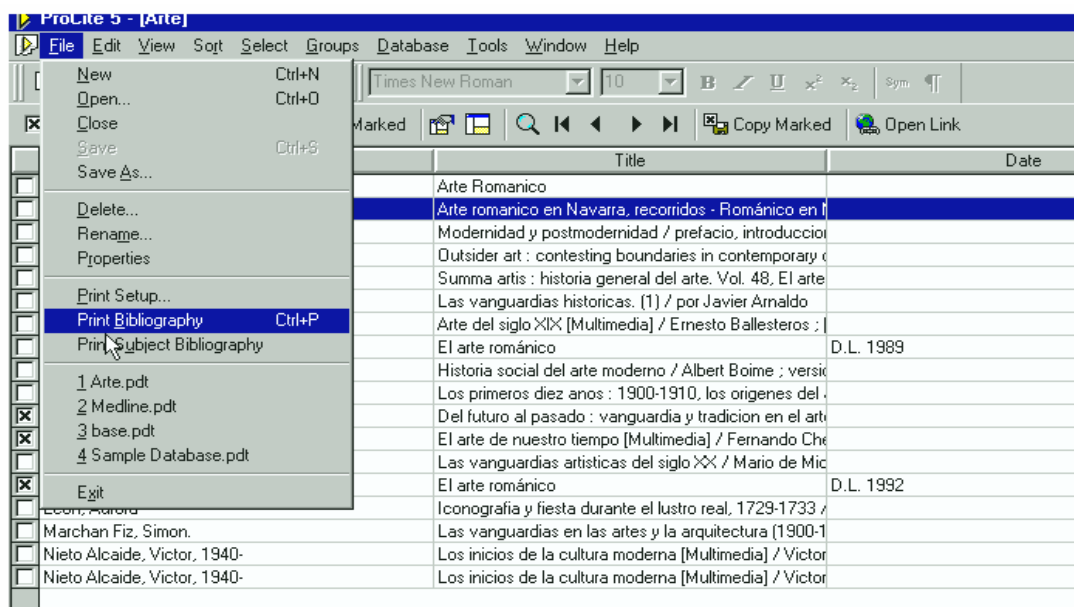 ProCite 5 - [Arte]
File Edit View Sort Select Groups Database Tools Window Help
New Ctrl+N
Times New Roman 10 B Z U x² x₂ Sym ¶
Open... Ctrl+O
Close
Marked Copy Marked Open Link
Save Ctrl+S
Title Date
Save As...
Arte Romanico
Delete...
Arte romanico en Navarra, recorridos - Románico en
Rename...
Modernidad y postmodernidad / prefacio, introduccio
Properties
Outsider art : contesting boundaries in contemporary
Summa artis : historia general del arte. Vol. 48, El arte
Print Setup...
Las vanguardias historicas. (1) / por Javier Arnaldo
Print Bibliography Ctrl+P
Arte del siglo XIX [Multimedia] / Ernesto Ballesteros ;
Print Subject Bibliography
El arte románico D.L. 1989
Historia social del arte moderno / Albert Boime ; versi
1 Arte.pdt
Los primeros diez anos : 1900-1910, los origenes del
2 Medline.pdt
Del futuro al pasado : vanguardia y tradicion en el art
3 base.pdt
El arte de nuestro tiempo [Multimedia] / Fernando Che
4 Sample Database.pdt
Las vanguardias artisticas del siglo XX / Mario de Mic
El arte románico D.L. 1992
Exit
Iconografia y fiesta durante el lustro real, 1729-1733 /
Marchan Fiz, Simon. Las vanguardias en las artes y la arquitectura (1900-1
Nieto Alcaide, Victor, 1940- Los inicios de la cultura moderna [Multimedia] / Victor
Nieto Alcaide, Victor, 1940- Los inicios de la cultura moderna [Multimedia] / Victor